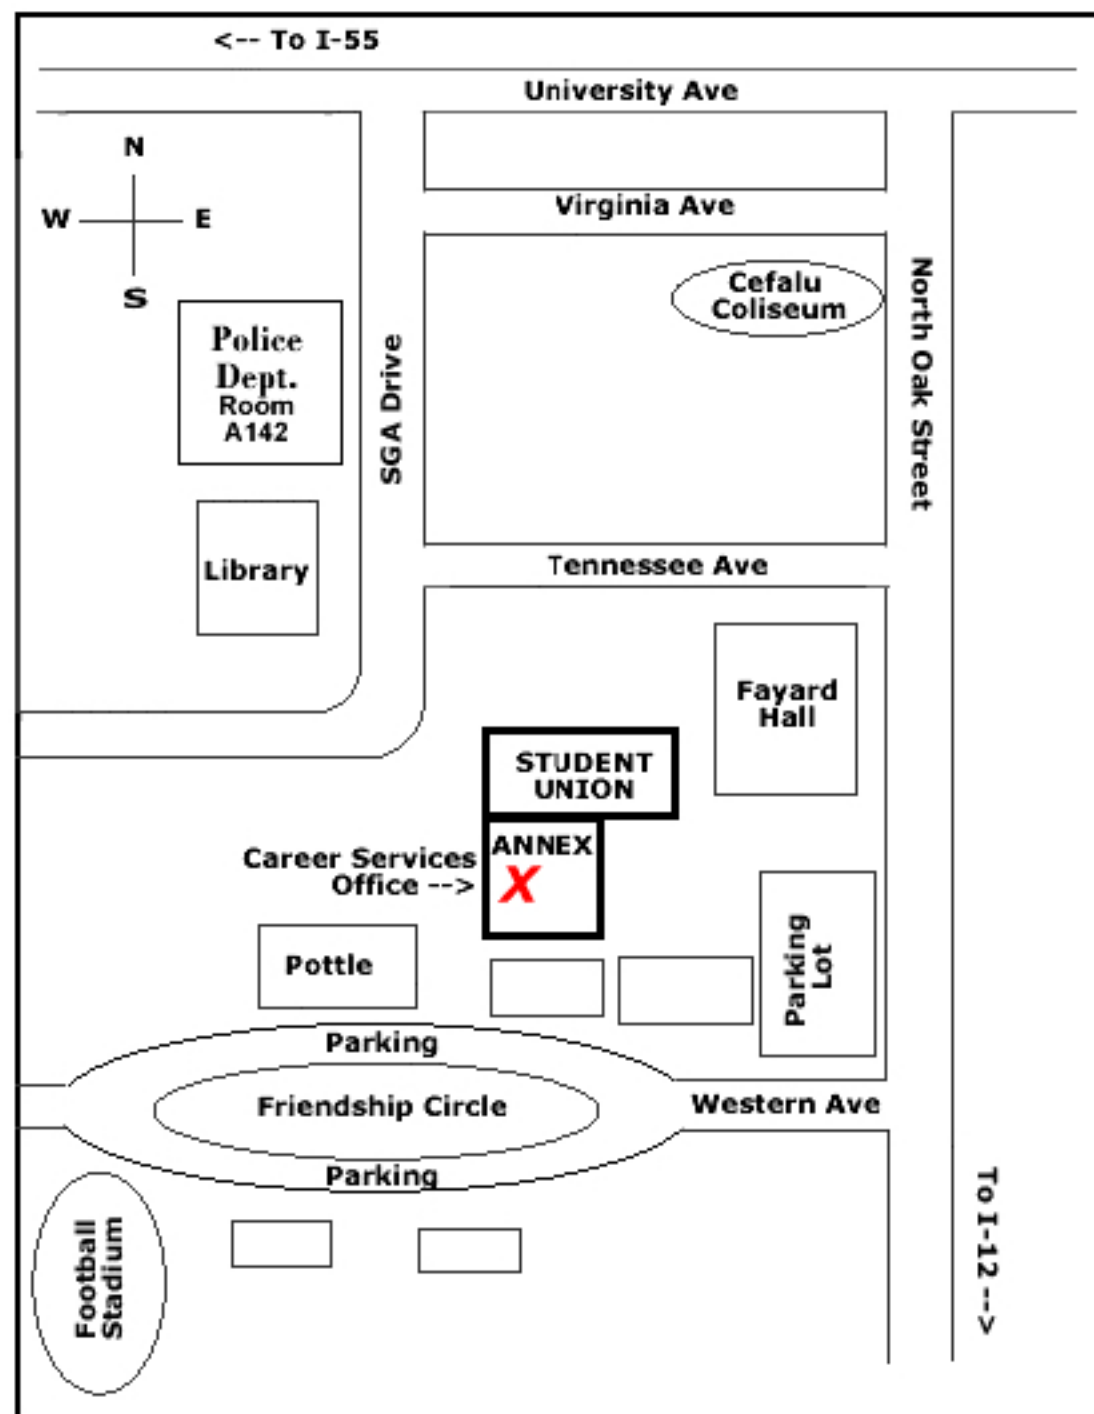 <-- To I-55
University Ave
N
W
E
S
Virginia Ave
Cefalu
Coliseum
North Oak Street
Police
Dept.
Room
A142
SGA Drive
Library
Tennessee Ave
Fayard
Hall
STUDENT
UNION
ANNEX
X
Career Services
Office -->
Pottle
Parking
Lot
Parking
Friendship Circle
Western Ave
Parking
Football
Stadium
To I-12 -->